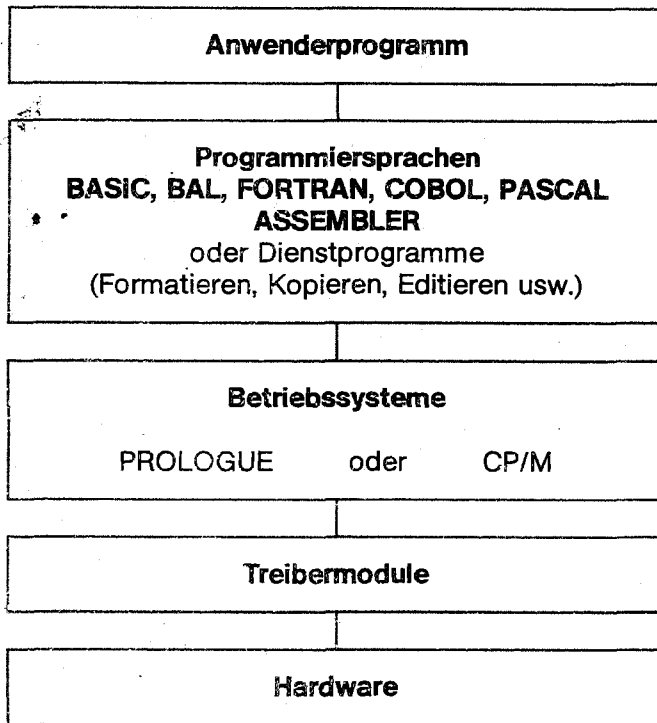 Anwenderprogramm
Programmiersprachen
BASIC, BAL, FORTRAN, COBOL, PASCAL
ASSEMBLER
oder Dienstprogramme
(Formatieren, Kopieren, Editieren usw.)
Betriebssysteme
PROLOGUE oder CP/M
Treibermodule
Hardware